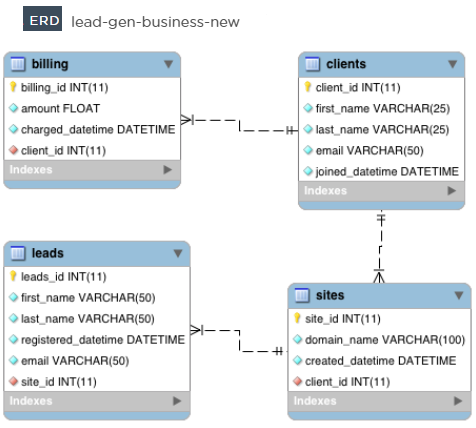 ERD lead-gen-business-new
billing
billing_id INT(11)
amount FLOAT
charged_datetime DATETIME
client_id INT(11)
Indexes
clients
client_id INT(11)
first_name VARCHAR(25)
last_name VARCHAR(25)
email VARCHAR(50)
joined_datetime DATETIME
Indexes
leads
leads_id INT(11)
first_name VARCHAR(50)
last_name VARCHAR(50)
registered_datetime DATETIME
email VARCHAR(50)
site_id INT(11)
Indexes
sites
site_id INT(11)
domain_name VARCHAR(100)
created_datetime DATETIME
client_id INT(11)
Indexes